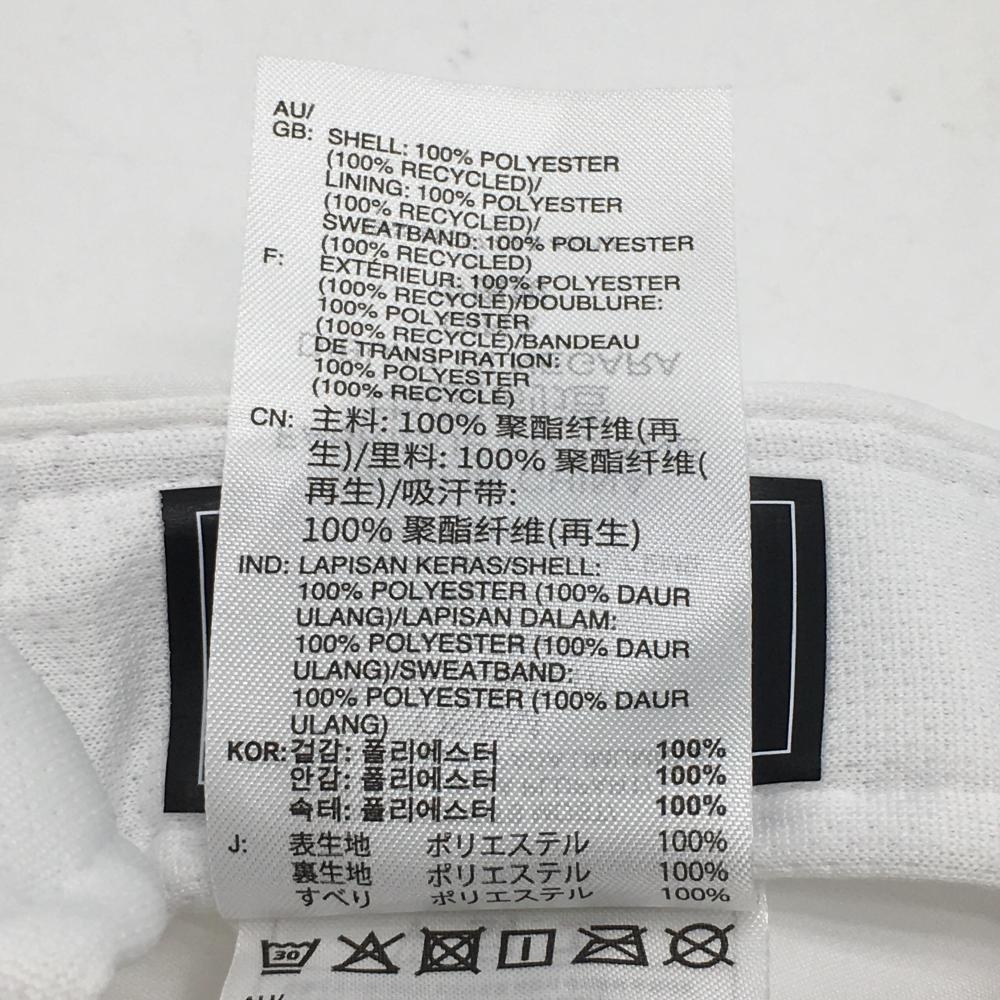 AU/
GB: SHELL: 100% POLYESTER
(100% RECYCLED)/
LINING: 100% POLYESTER
(100% RECYCLED)/
SWEATBAND: 100% POLYESTER
(100% RECYCLED)
F: EXTÉRIEUR: 100% POLYESTER
(100% RECYCLÉ)/DOUBLURE:
100% POLYESTER
(100% RECYCLÉ)/BANDEAU
DE TRANSPIRATION:
100% POLYESTER
(100% RECYCLÉ)
CN: 主料: 100% 聚酯纤维(再
生)/里料: 100% 聚酯纤维(
再生)/吸汗带:
100% 聚酯纤维(再生)
IND: LAPISAN KERAS/SHELL:
100% POLYESTER (100% DAUR
ULANG)/LAPISAN DALAM:
100% POLYESTER (100% DAUR
ULANG)/SWEATBAND:
100% POLYESTER (100% DAUR
ULANG)
KOR: 겉감: 폴리에스터 100%
안감: 폴리에스터 100%
속테: 폴리에스터 100%
J: 表生地 ポリエステル 100%
裏生地 ポリエステル 100%
すべり ポリエステル 100%
30
AU/